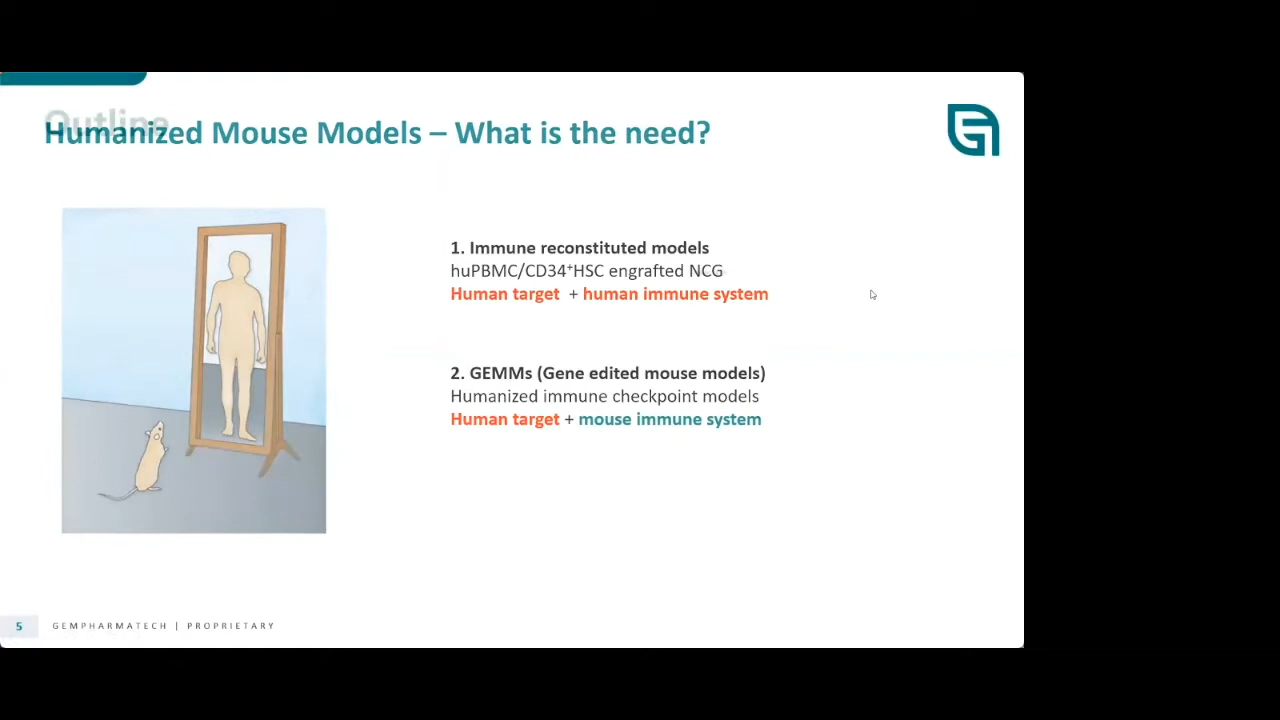 Outline
Humanized Mouse Models – What is the need?
1. Immune reconstituted models
huPBMC/CD34⁺HSC engrafted NCG
Human target + human immune system
2. GEMMs (Gene edited mouse models)
Humanized immune checkpoint models
Human target + mouse immune system
5 GEMPHARMATECH | PROPRIETARY